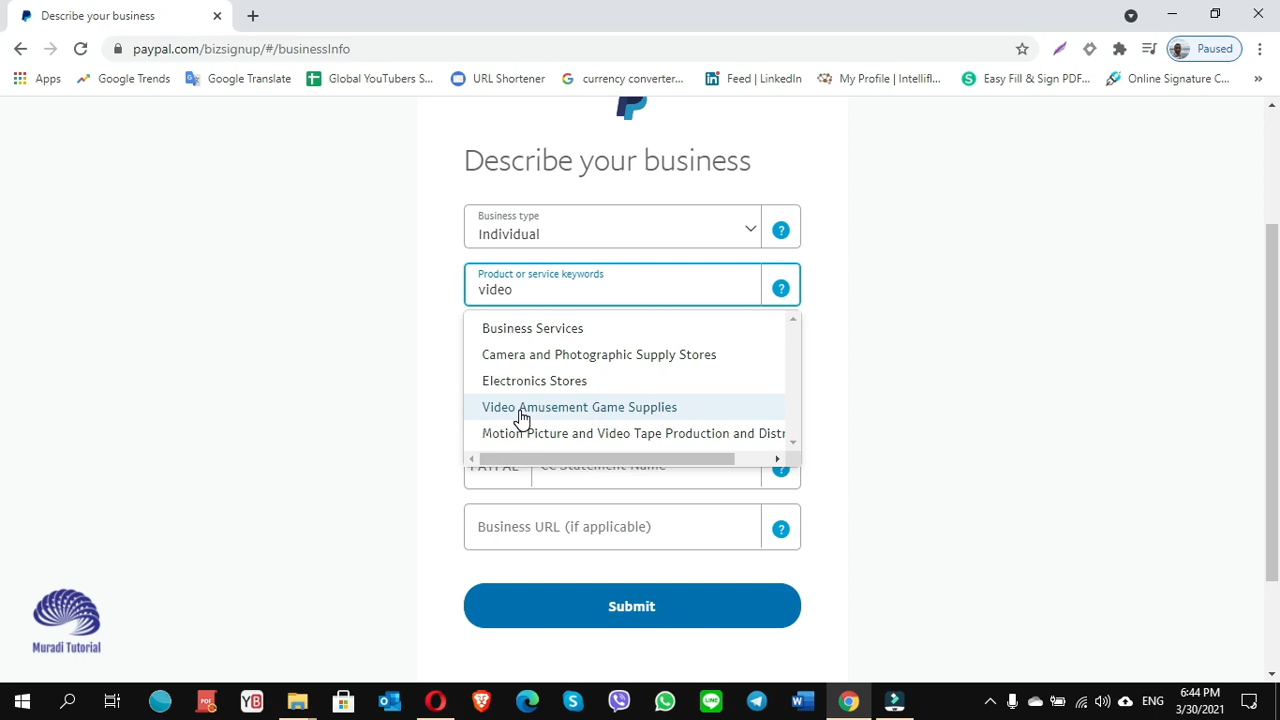 Describe your business
paypal.com/bizsignup/#/businessInfo
Paused
Apps
Google Trends
Google Translate
Global YouTubers S...
URL Shortener
currency converter...
Feed | LinkedIn
My Profile | Intellifl...
Easy Fill & Sign PDF...
Online Signature C...
»
Describe your business
Business type
Individual
?
Product or service keywords
video
?
Business Services
Camera and Photographic Supply Stores
Electronics Stores
Video Amusement Game Supplies
Motion Picture and Video Tape Production and Distr
PAYPAL
CC Statement Name
?
Business URL (if applicable)
?
Submit
Muradi Tutorial
ENG
6:44 PM
3/30/2021